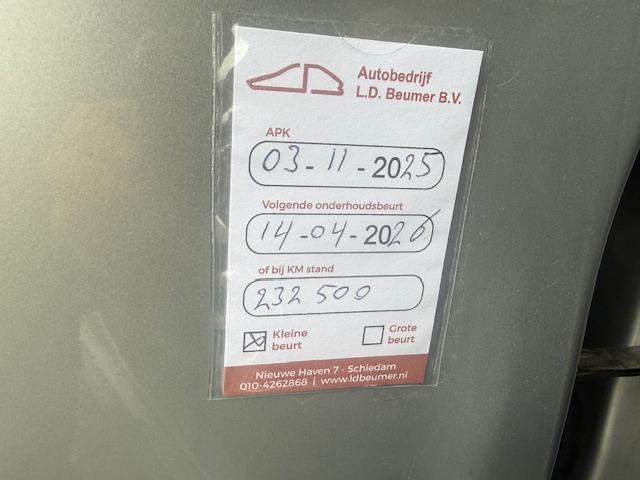 Autobedrijf
L.D. Beumer B.V.
APK
03-11-2025
Volgende onderhoudsbeurt
14-04-2026
of bij KM stand
232 500
Kleine
beurt
Grote
beurt
Nieuwe Haven 7 - Schiedam
010-4262868 | www.ldbeumer.nl